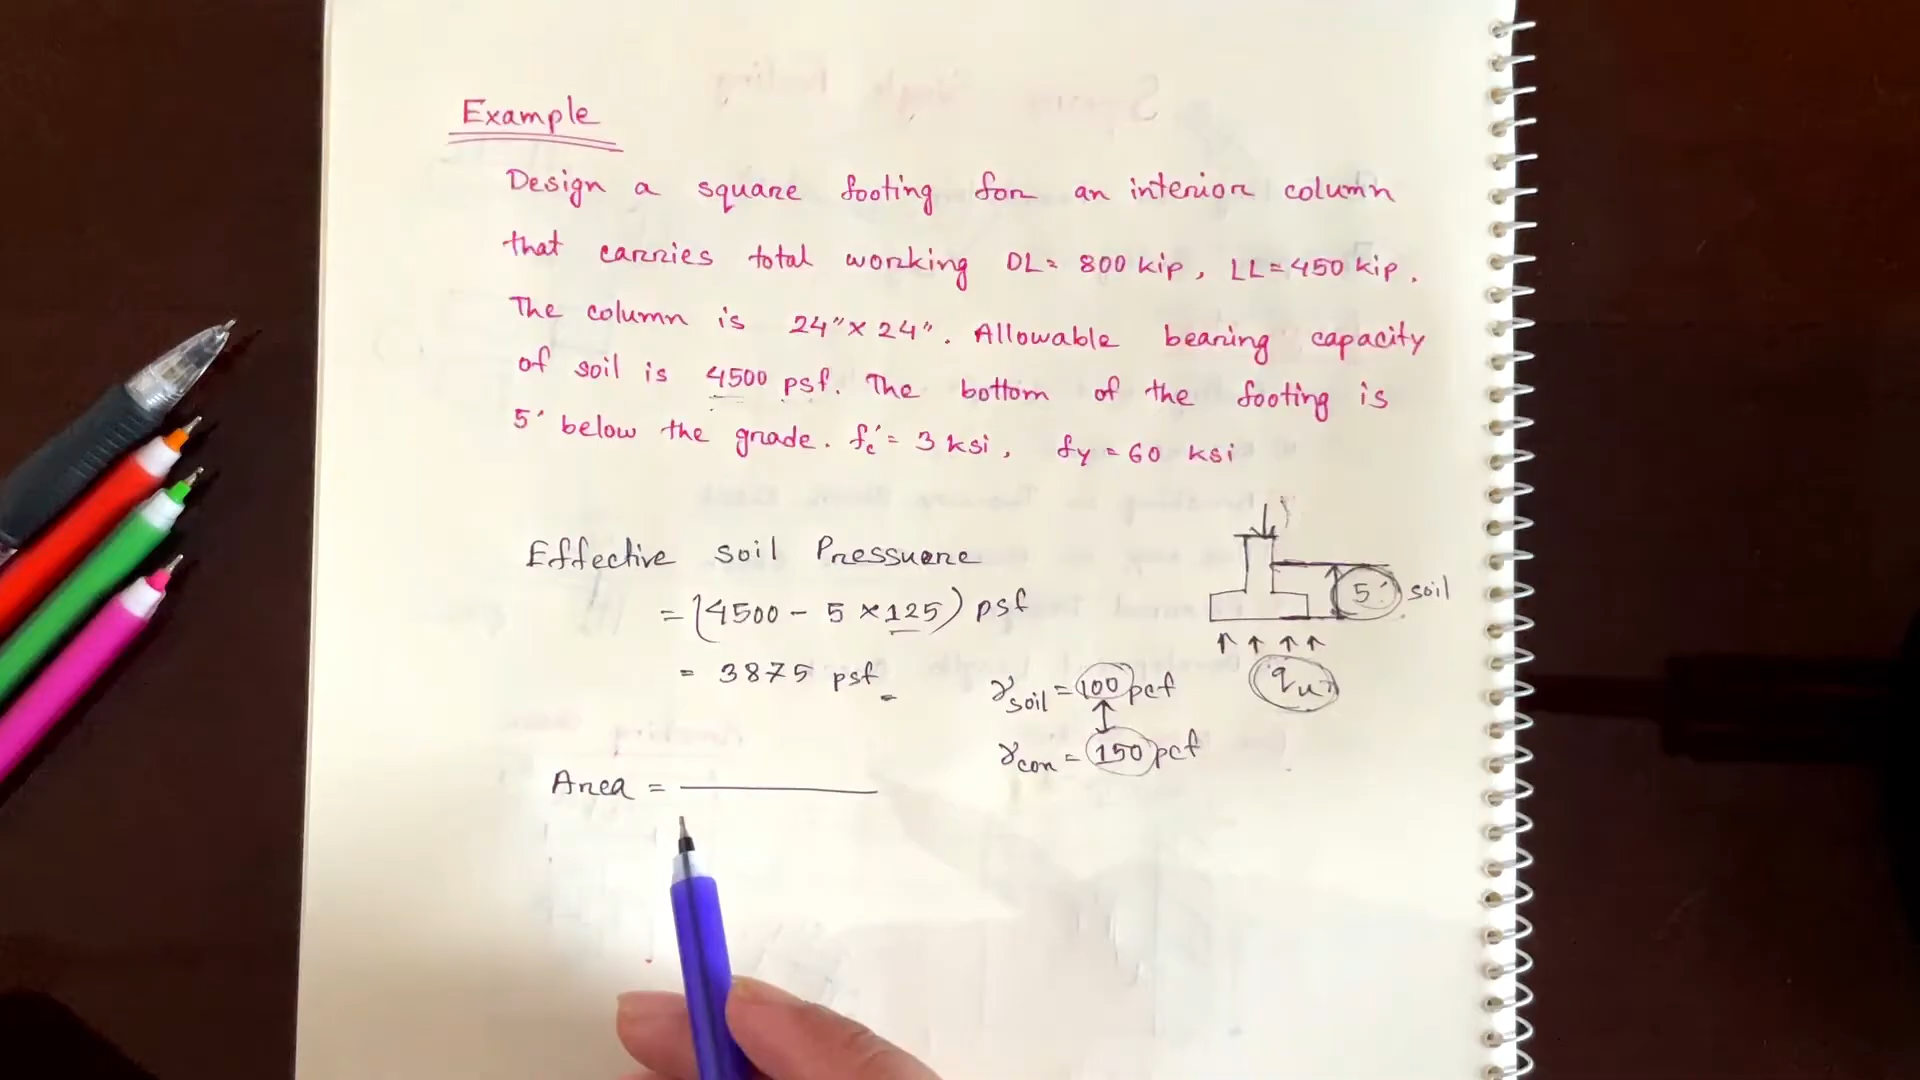 Example
Design a square footing for an interior column
that carries total working DL= 800 kip, LL=450 kip.
The column is 24"x 24". Allowable bearing capacity
of soil is 4500 psf. The bottom of the footing is
5' below the grade. fc'= 3 ksi, fy = 60 ksi
Effective soil Pressure
= (4500 - 5 ×125) psf
= 3875 psf
5' soil
qu
γsoil = 100 pcf
γcon = 150 pcf
Area =